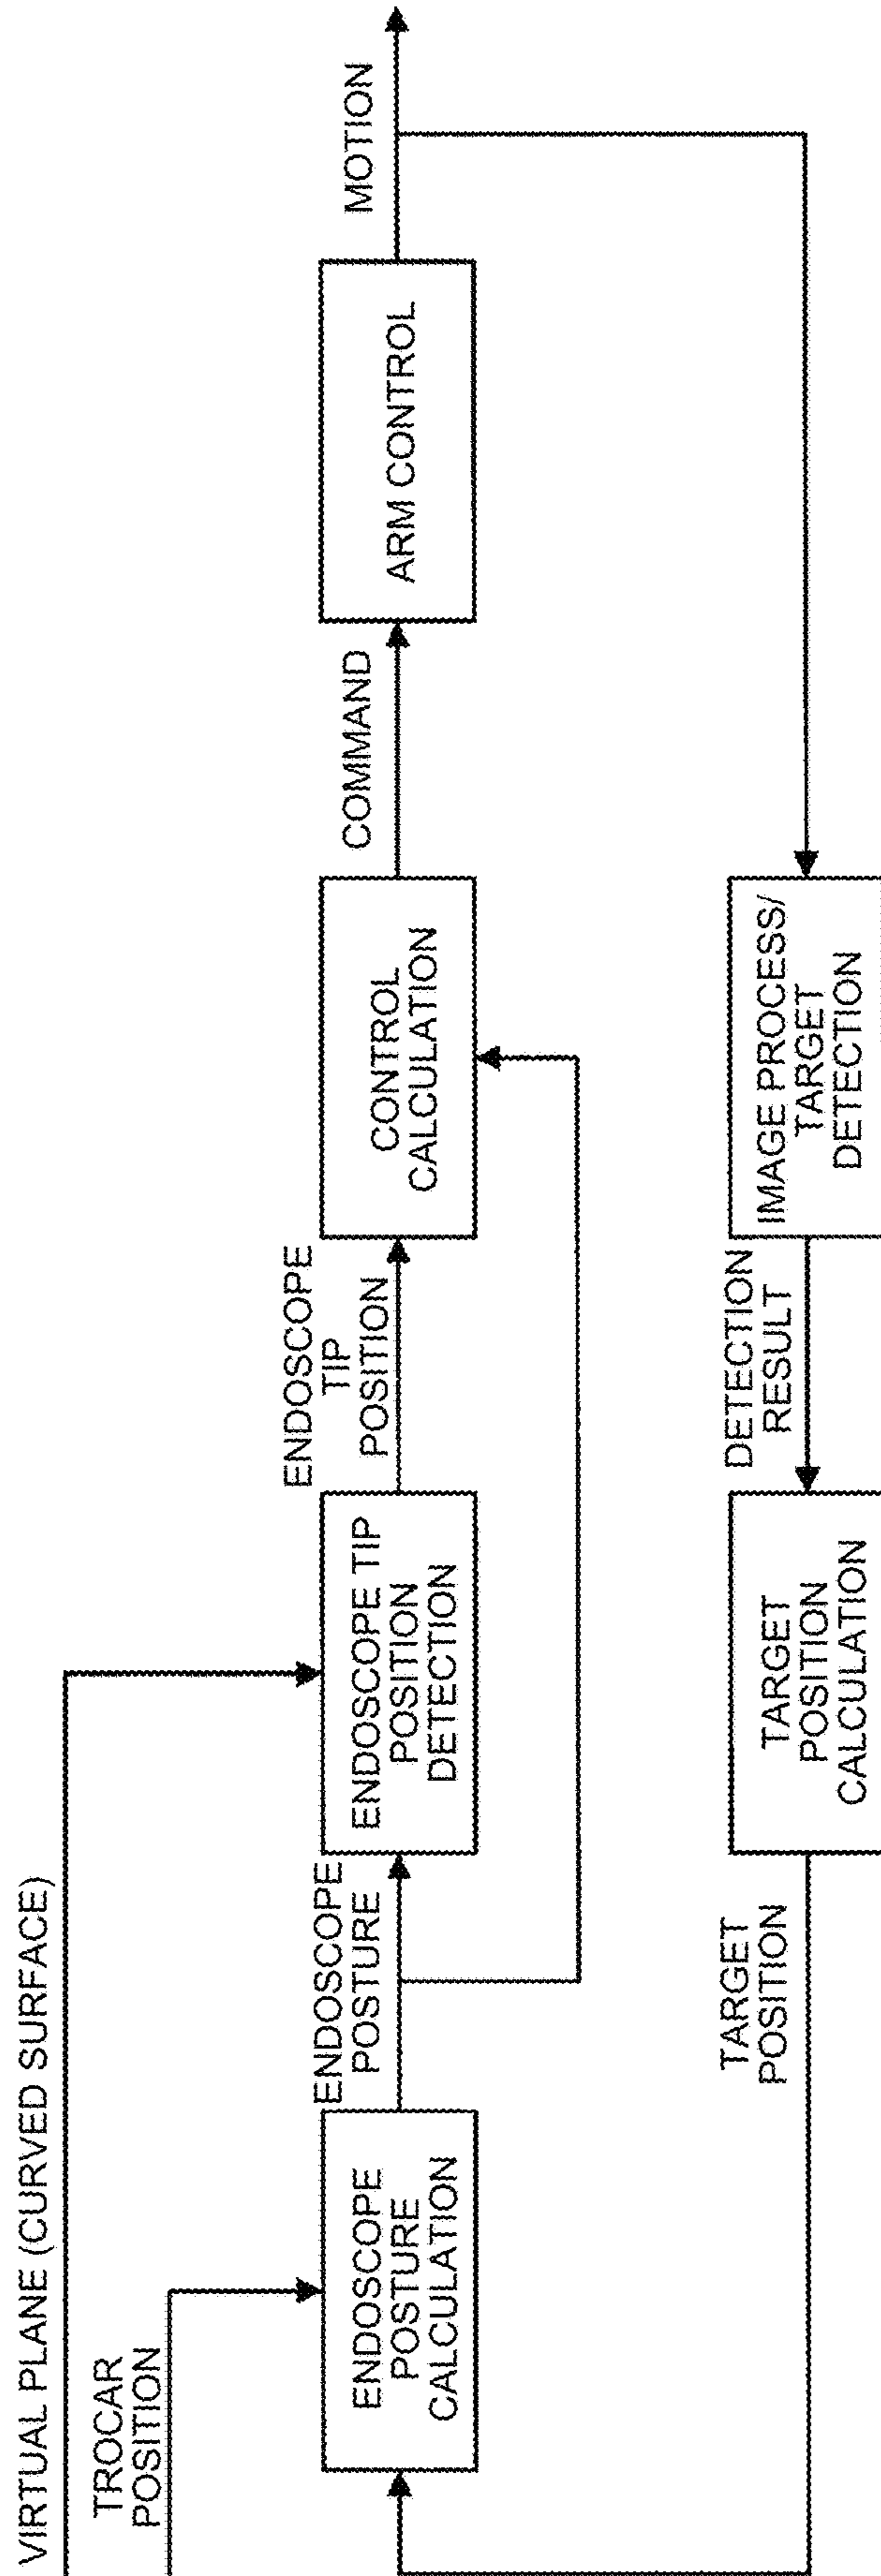 VIRTUAL PLANE (CURVED SURFACE)
TROCAR
POSITION
ENDOSCOPE
POSTURE
CALCULATION
ENDOSCOPE
POSTURE
ENDOSCOPE TIP
POSITION
DETECTION
ENDOSCOPE
TIP
POSITION
CONTROL
CALCULATION
COMMAND
ARM CONTROL
MOTION
TARGET
POSITION
TARGET
POSITION
CALCULATION
DETECTION
RESULT
IMAGE PROCESS/
TARGET
DETECTION